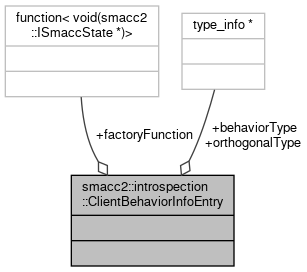 function< void(smacc2
::ISmaccState *)>
type_info *
+factoryFunction
+behaviorType
+orthogonalType
smacc2::introspection
::ClientBehaviorInfoEntry